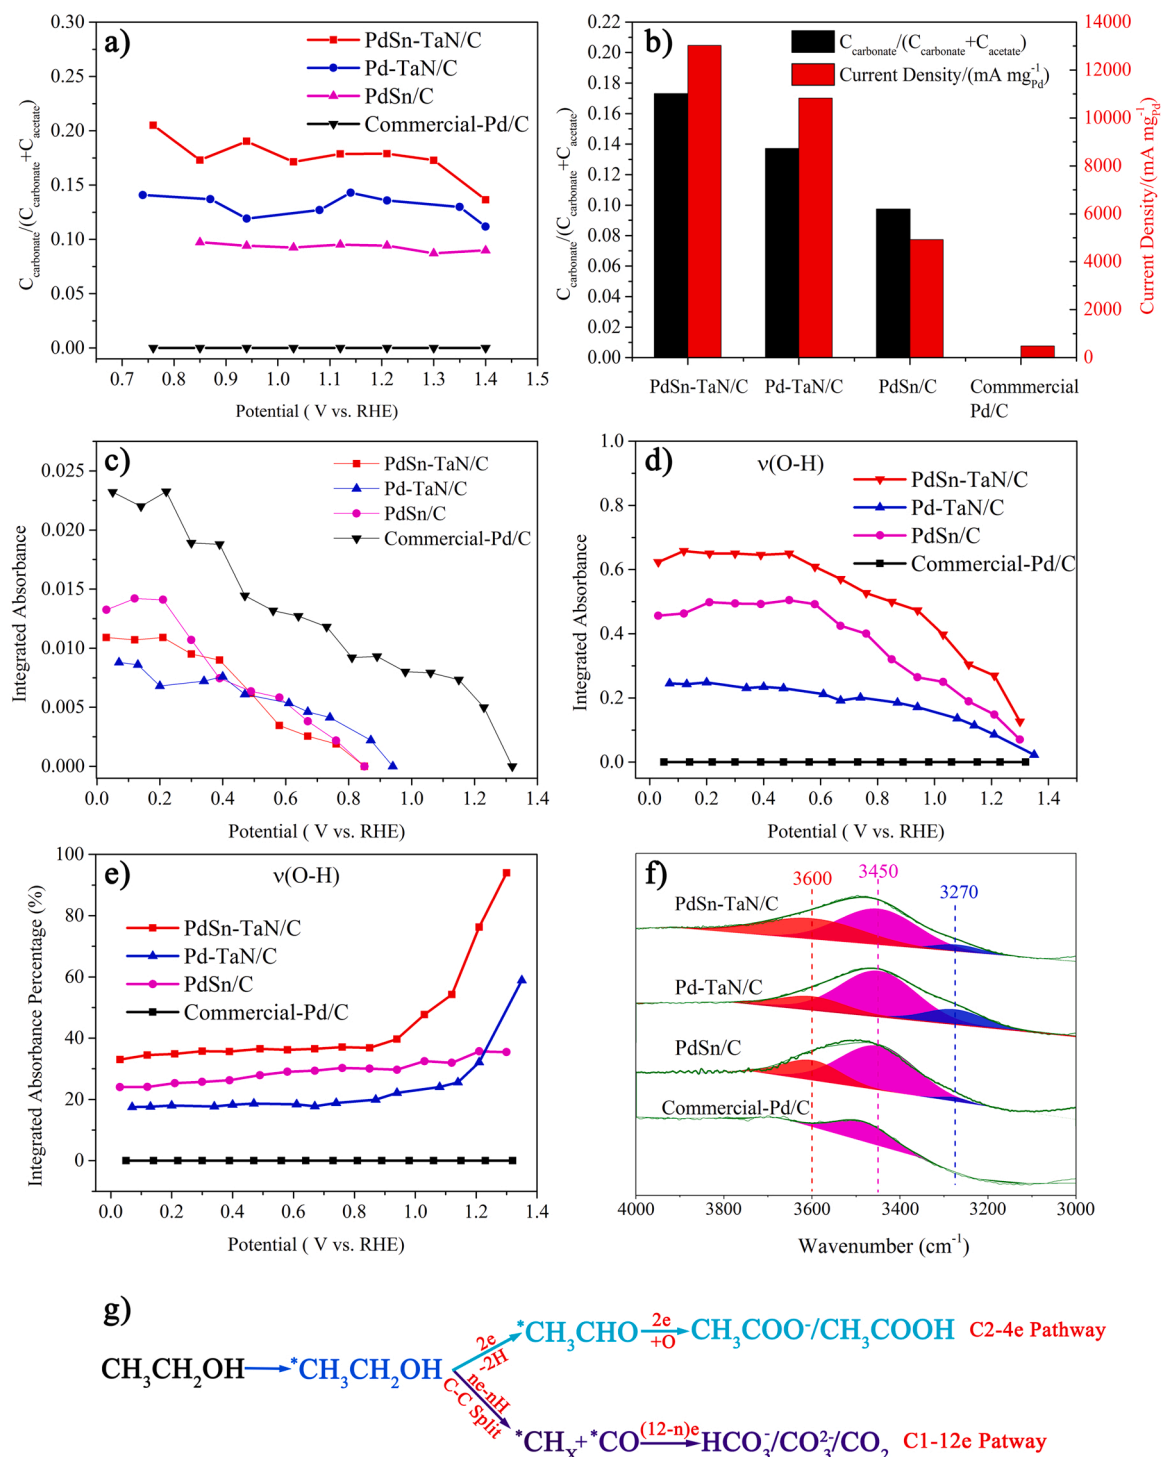 a)
PdSn-TaN/C
Pd-TaN/C
PdSn/C
Commercial-Pd/C
0.30
0.25
0.20
0.15
0.10
0.05
0.00
C_carbonate/(C_carbonate+C_acetate)
0.7 0.8 0.9 1.0 1.1 1.2 1.3 1.4 1.5
Potential ( V vs. RHE)
b)
C_carbonate/(C_carbonate+C_acetate)
Current Density/(mA mg⁻¹_Pd)
0.22
0.20
0.18
0.16
0.14
0.12
0.10
0.08
0.06
0.04
0.02
0.00
C_carbonate/(C_carbonate+C_acetate)
14000
12000
10000
8000
6000
4000
2000
0
Current Density/(mA mg⁻¹_Pd)
PdSn-TaN/C Pd-TaN/C PdSn/C Commmercial
Pd/C
c)
PdSn-TaN/C
Pd-TaN/C
PdSn/C
Commercial-Pd/C
0.025
0.020
0.015
0.010
0.005
0.000
Integrated Absorbance
0.0 0.2 0.4 0.6 0.8 1.0 1.2 1.4
Potential ( V vs. RHE)
d)
ν(O-H)
PdSn-TaN/C
Pd-TaN/C
PdSn/C
Commercial-Pd/C
1.0
0.8
0.6
0.4
0.2
0.0
Integrated Absorbance
0.0 0.2 0.4 0.6 0.8 1.0 1.2 1.4
Potential ( V vs. RHE)
e)
ν(O-H)
PdSn-TaN/C
Pd-TaN/C
PdSn/C
Commercial-Pd/C
100
80
60
40
20
0
Integrated Absorbance Percentage (%)
0.0 0.2 0.4 0.6 0.8 1.0 1.2 1.4
Potential ( V vs. RHE)
f)
3600
3450
3270
PdSn-TaN/C
Pd-TaN/C
PdSn/C
Commercial-Pd/C
4000 3800 3600 3400 3200 3000
Wavenumber (cm⁻¹)
g)
*CH₃CHO 2e +O CH₃COO⁻/CH₃COOH C2-4e Pathway
2e
-2H
CH₃CH₂OH *CH₃CH₂OH
ne-nH
C-C Split
*CHₓ+*CO (12-n)e HCO₃⁻/CO₃²⁻/CO₂ C1-12e Patway